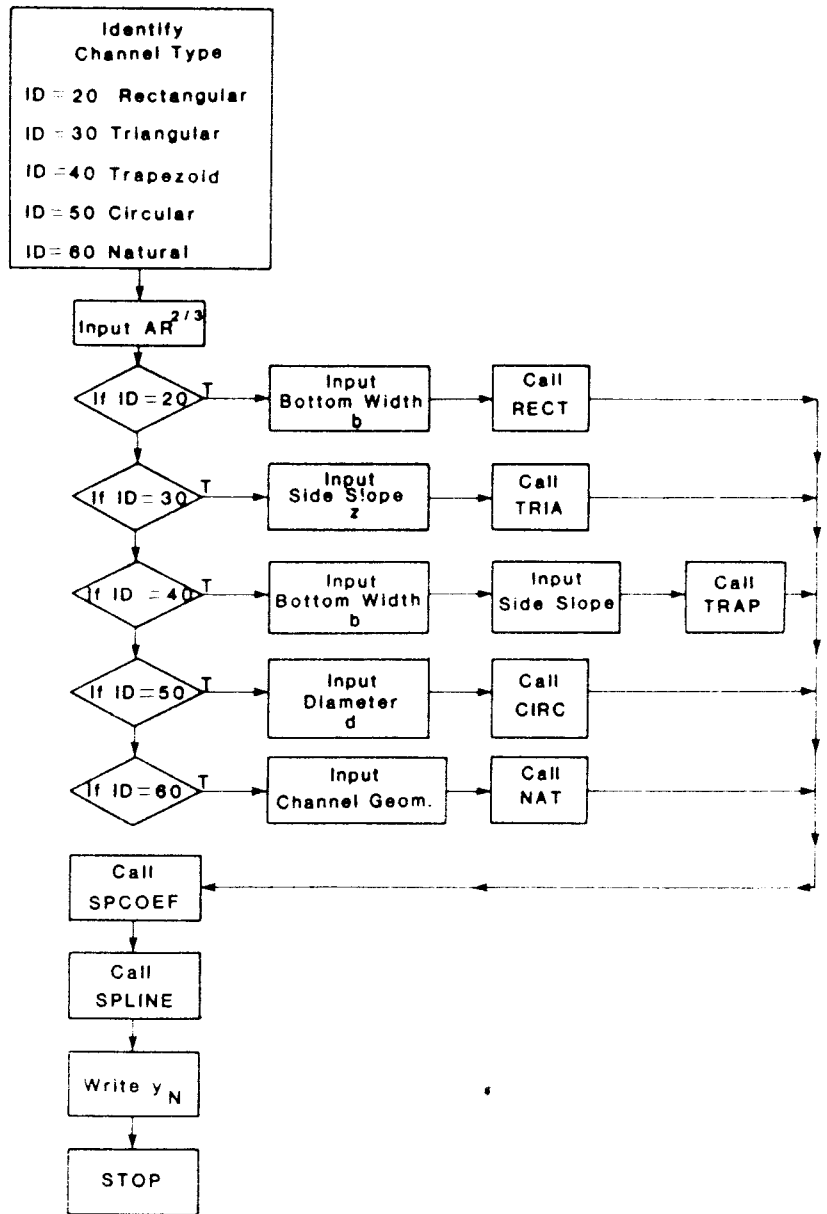 Identify
Channel Type
ID = 20 Rectangular
ID = 30 Triangular
ID = 40 Trapezoid
ID = 50 Circular
ID = 60 Natural
Input AR 2/3
If ID = 20
T
Input
Bottom Width
b
Call
RECT
If ID = 30
T
Input
Side Slope
z
Call
TRIA
If ID = 40
T
Input
Bottom Width
b
Input
Side Slope
Call
TRAP
If ID = 50
T
Input
Diameter
d
Call
CIRC
If ID = 60
T
Input
Channel Geom.
Call
NAT
Call
SPCOEF
Call
SPLINE
Write y N
STOP